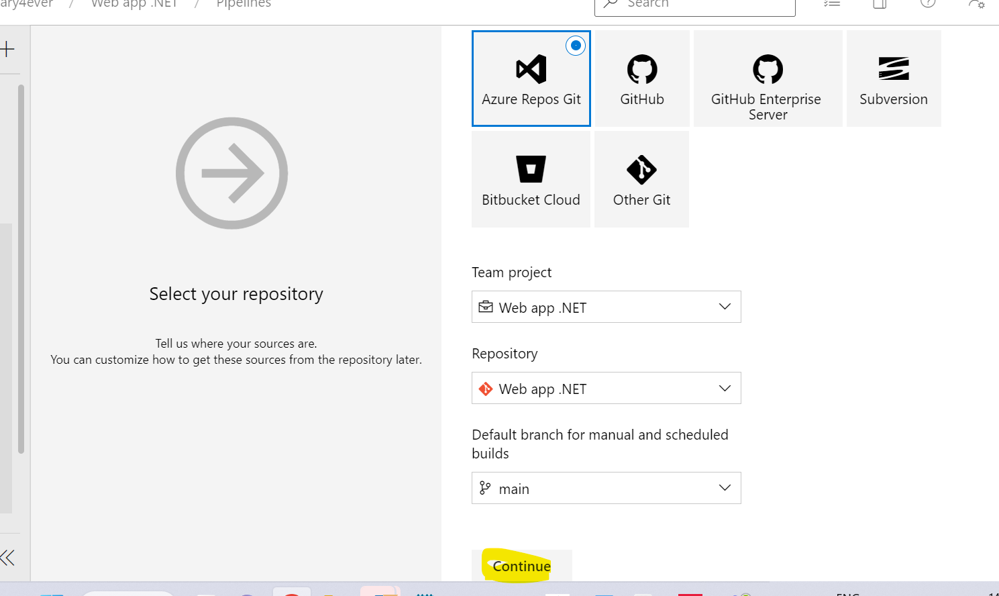 ary4ever / Web app .NET / Pipelines
Search
Azure Repos Git
GitHub
GitHub Enterprise
Server
Subversion
Bitbucket Cloud
Other Git
Select your repository
Tell us where your sources are.
You can customize how to get these sources from the repository later.
Team project
Web app .NET
Repository
Web app .NET
Default branch for manual and scheduled
builds
main
Continue
ENG